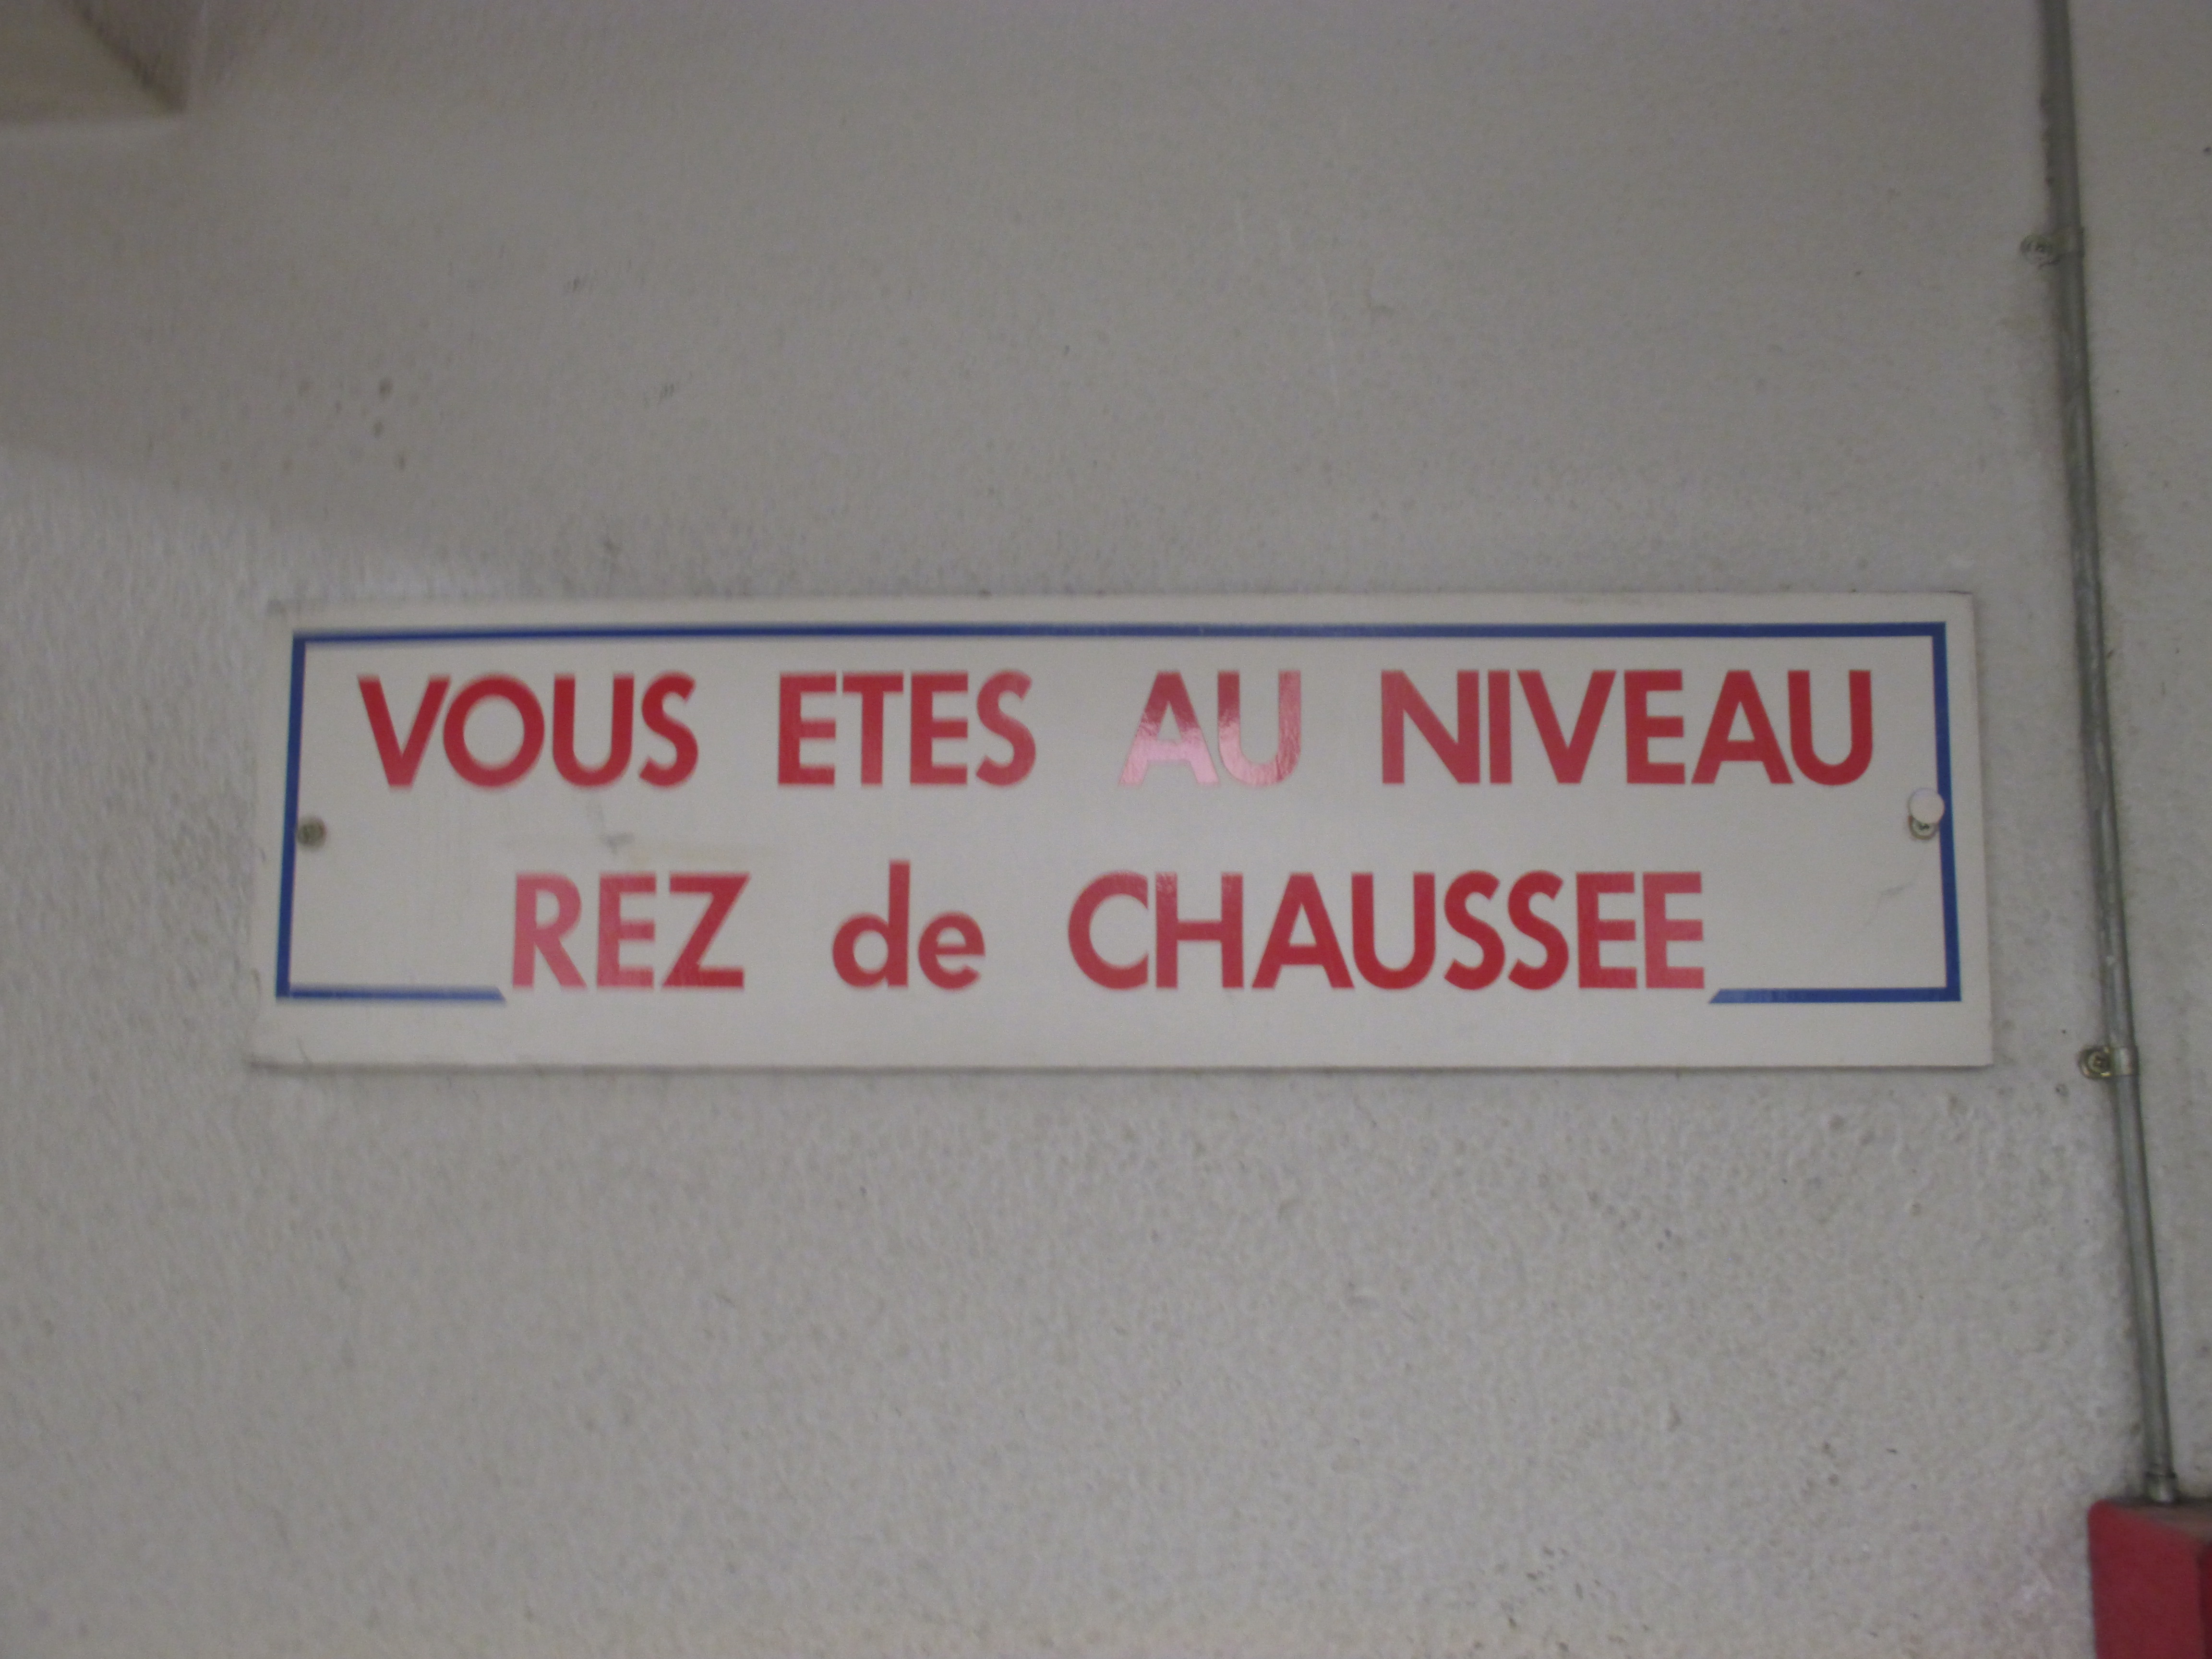 VOUS ETES AU NIVEAU
REZ de CHAUSSEE